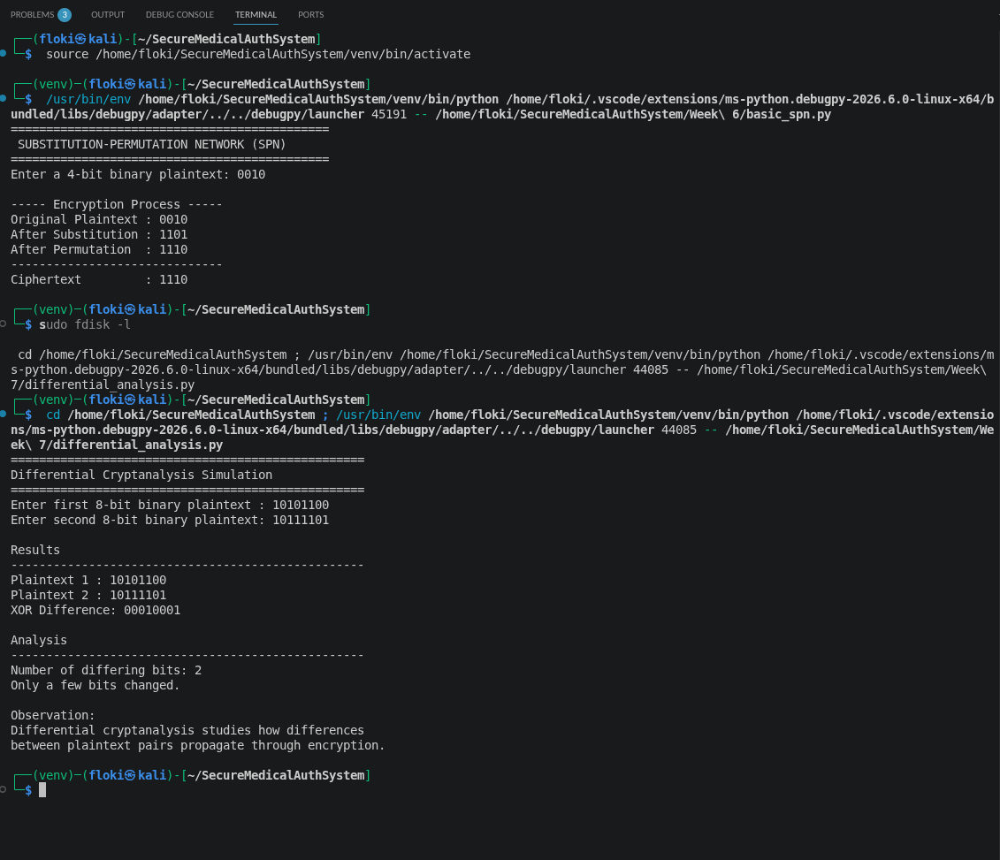 PROBLEMS 3 OUTPUT DEBUG CONSOLE TERMINAL PORTS
┌──(floki㉿kali)-[~/SecureMedicalAuthSystem]
└─$ source /home/floki/SecureMedicalAuthSystem/venv/bin/activate
┌──(venv)─(floki㉿kali)-[~/SecureMedicalAuthSystem]
└─$ /usr/bin/env /home/floki/SecureMedicalAuthSystem/venv/bin/python /home/floki/.vscode/extensions/ms-python.debugpy-2026.6.0-linux-x64/b
undled/libs/debugpy/adapter/../../debugpy/launcher 45191 -- /home/floki/SecureMedicalAuthSystem/Week\ 6/basic_spn.py
=============================================
SUBSTITUTION-PERMUTATION NETWORK (SPN)
=============================================
Enter a 4-bit binary plaintext: 0010
----- Encryption Process -----
Original Plaintext : 0010
After Substitution : 1101
After Permutation  : 1110
------------------------------
Ciphertext         : 1110
┌──(venv)─(floki㉿kali)-[~/SecureMedicalAuthSystem]
└─$ sudo fdisk -l
cd /home/floki/SecureMedicalAuthSystem ; /usr/bin/env /home/floki/SecureMedicalAuthSystem/venv/bin/python /home/floki/.vscode/extensions/m
s-python.debugpy-2026.6.0-linux-x64/bundled/libs/debugpy/adapter/../../debugpy/launcher 44085 -- /home/floki/SecureMedicalAuthSystem/Week\
7/differential_analysis.py
┌──(venv)─(floki㉿kali)-[~/SecureMedicalAuthSystem]
└─$ cd /home/floki/SecureMedicalAuthSystem ; /usr/bin/env /home/floki/SecureMedicalAuthSystem/venv/bin/python /home/floki/.vscode/extensio
ns/ms-python.debugpy-2026.6.0-linux-x64/bundled/libs/debugpy/adapter/../../debugpy/launcher 44085 -- /home/floki/SecureMedicalAuthSystem/We
ek\ 7/differential_analysis.py
==================================================
Differential Cryptanalysis Simulation
==================================================
Enter first 8-bit binary plaintext : 10101100
Enter second 8-bit binary plaintext: 10111101
Results
--------------------------------------------------
Plaintext 1 : 10101100
Plaintext 2 : 10111101
XOR Difference: 00010001
Analysis
--------------------------------------------------
Number of differing bits: 2
Only a few bits changed.
Observation:
Differential cryptanalysis studies how differences
between plaintext pairs propagate through encryption.
┌──(venv)─(floki㉿kali)-[~/SecureMedicalAuthSystem]
└─$